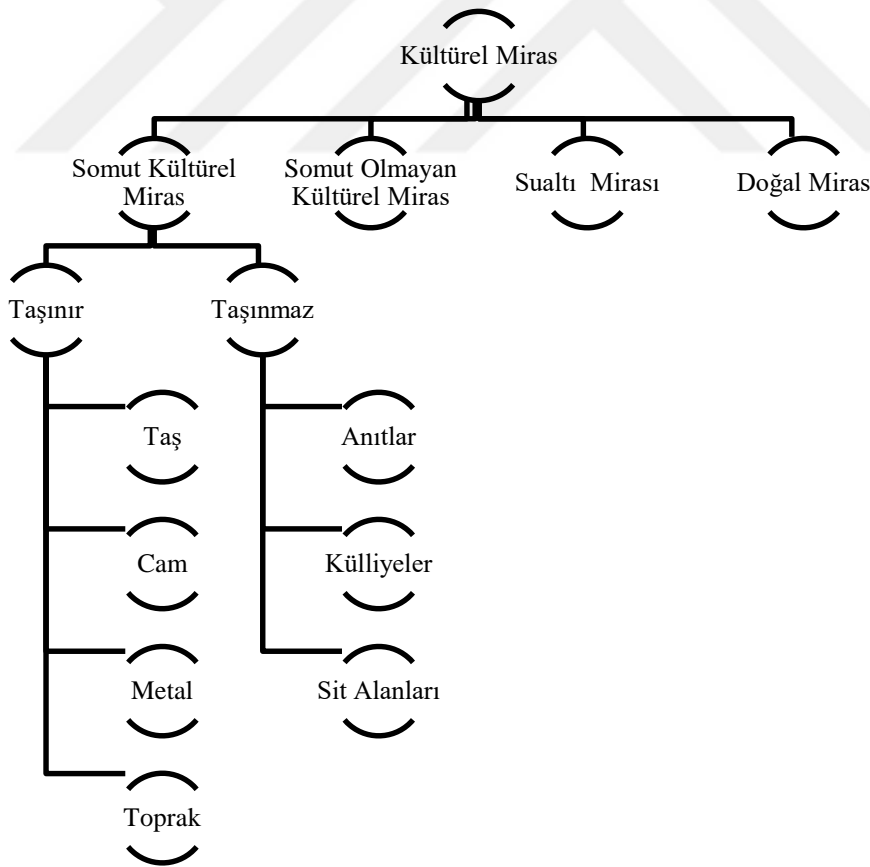 Kültürel Miras
Somut Kültürel
Miras
Somut Olmayan
Kültürel Miras
Sualtı Mirası
Doğal Miras
Taşınır
Taşınmaz
Taş
Anıtlar
Cam
Külliyeler
Metal
Sit Alanları
Toprak